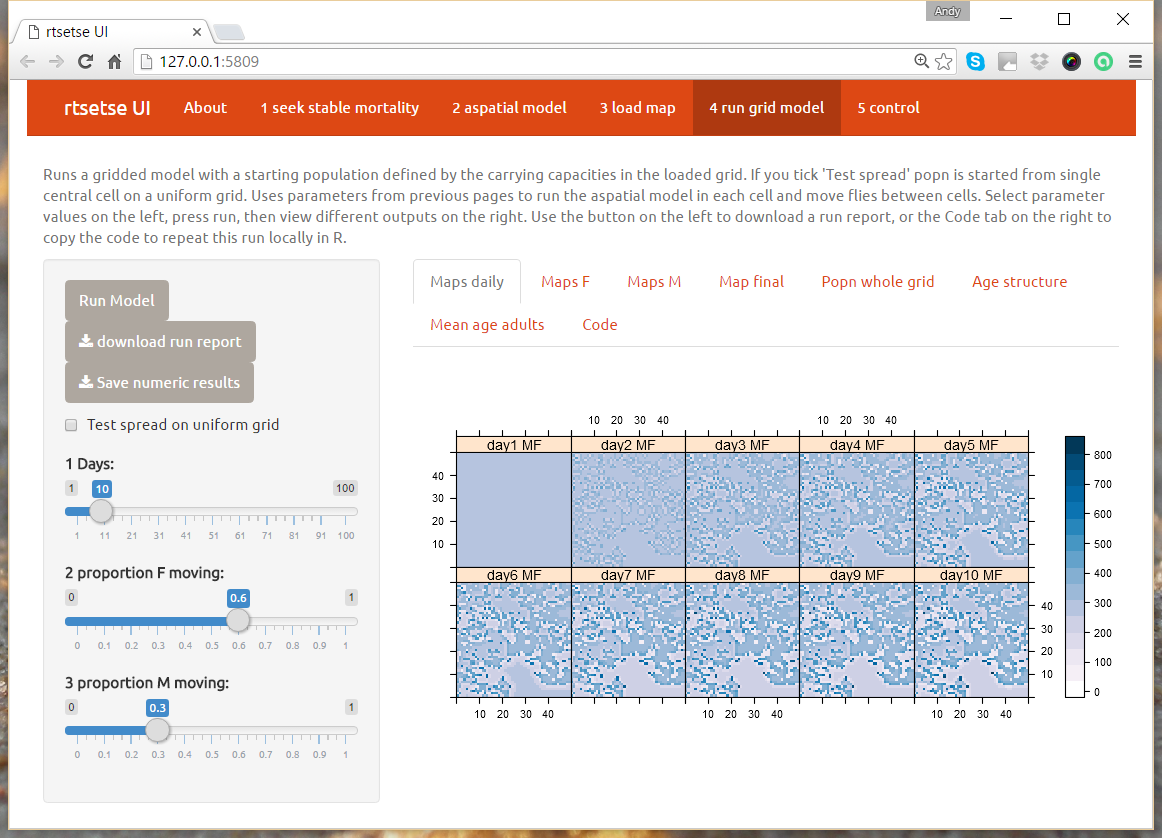 Andy
rtsetse UI
127.0.0.1:5809
rtsetse UI About 1 seek stable mortality 2 aspatial model 3 load map 4 run grid model 5 control
Runs a gridded model with a starting population defined by the carrying capacities in the loaded grid. If you tick 'Test spread' popn is started from single
central cell on a uniform grid. Uses parameters from previous pages to run the aspatial model in each cell and move flies between cells. Select parameter
values on the left, press run, then view different outputs on the right. Use the button on the left to download a run report, or the Code tab on the right to
copy the code to repeat this run locally in R.
Run Model
download run report
Save numeric results
Test spread on uniform grid
1 Days:
1 10 100
1 11 21 31 41 51 61 71 81 91 100
2 proportion F moving:
0 0.6 1
0 0.1 0.2 0.3 0.4 0.5 0.6 0.7 0.8 0.9 1
3 proportion M moving:
0 0.3 1
0 0.1 0.2 0.3 0.4 0.5 0.6 0.7 0.8 0.9 1
Maps daily Maps F Maps M Map final Popn whole grid Age structure
Mean age adults Code
10 20 30 40 10 20 30 40
day1 MF day2 MF day3 MF day4 MF day5 MF
40
30
20
10
day6 MF day7 MF day8 MF day9 MF day10 MF
40
30
20
10
10 20 30 40 10 20 30 40 10 20 30 40
800
700
600
500
400
300
200
100
0